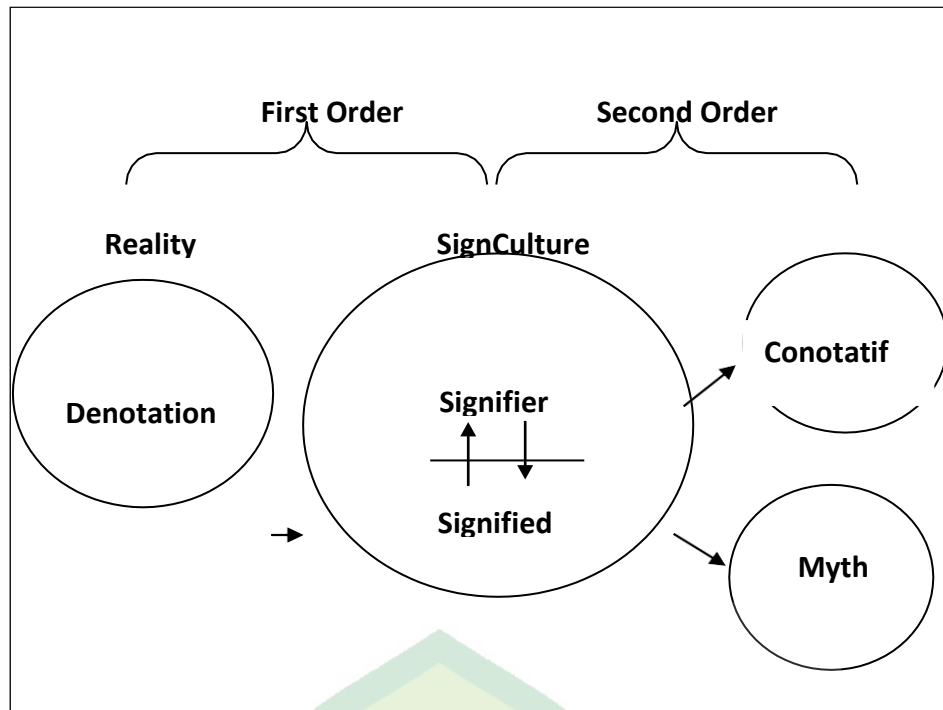 First Order Second Order
Reality SignCulture
Conotatif
Denotation Signifier
Signified
Myth